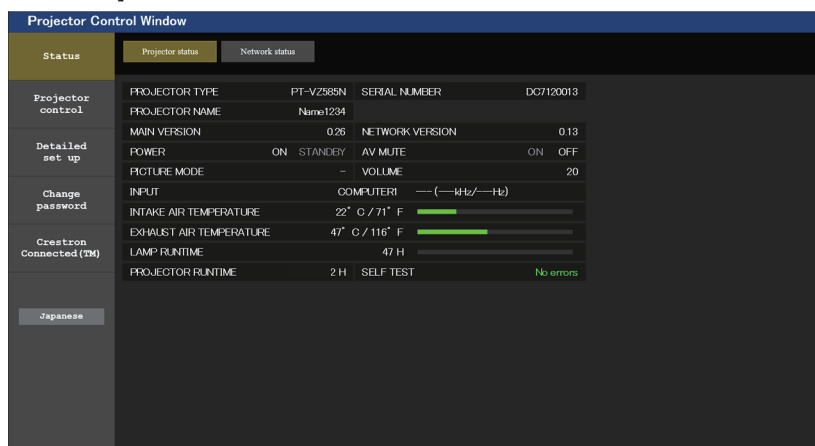 Projector Control Window
Status
Projector status Network status
Projector control
Detailed set up
Change password
Crestron Connected(TM)
Japanese
PROJECTOR TYPE PT-VZ585N SERIAL NUMBER DC7120013
PROJECTOR NAME Name1234
MAIN VERSION 0.26 NETWORK VERSION 0.13
POWER ON STANDBY AV MUTE ON OFF
PICTURE MODE – VOLUME 20
INPUT COMPUTER1 ---(---kHz/---Hz)
INTAKE AIR TEMPERATURE 22° C / 71° F
EXHAUST AIR TEMPERATURE 47° C / 116° F
LAMP RUNTIME 47 H
PROJECTOR RUNTIME 2 H SELF TEST No errors